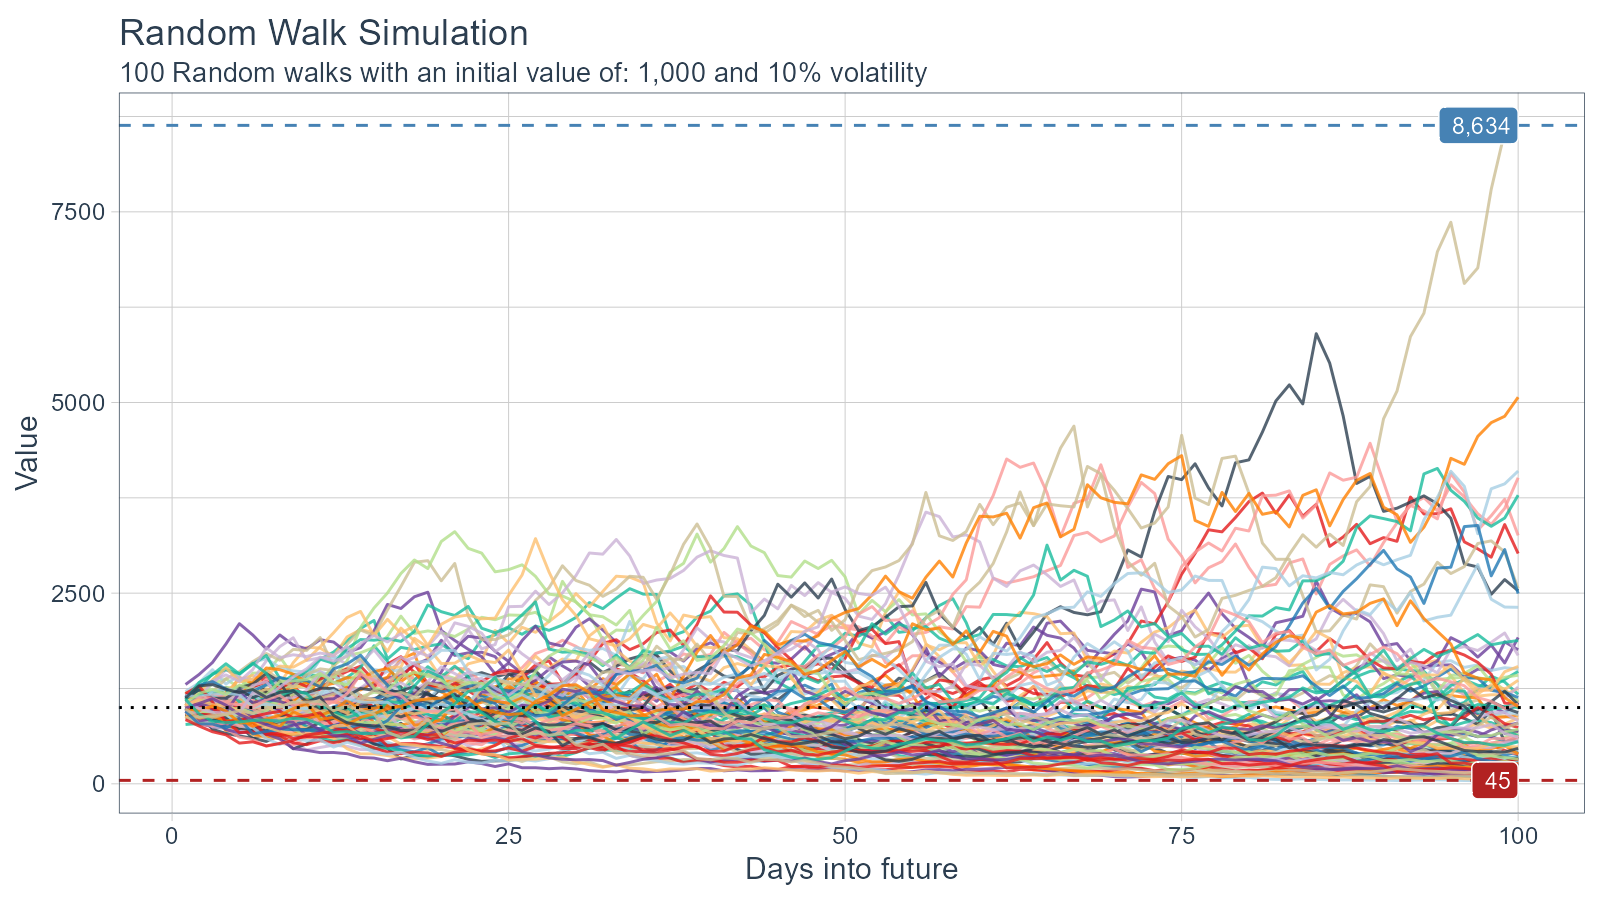 Random Walk Simulation
100 Random walks with an initial value of: 1,000 and 10% volatility
8,634
7500
5000
2500
0
45
Value
0 25 50 75 100
Days into future